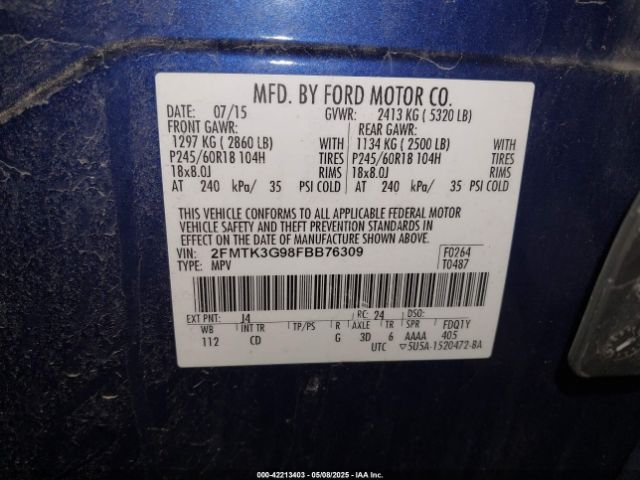 MFD. BY FORD MOTOR CO.
DATE: 07/15 GVWR: 2413 KG ( 5320 LB)
FRONT GAWR: REAR GAWR:
1297 KG ( 2860 LB) WITH 1134 KG ( 2500 LB) WITH
P245/60R18 104H TIRES P245/60R18 104H TIRES
18x8.0J RIMS 18x8.0J RIMS
AT 240 kPa/ 35 PSI COLD AT 240 kPa/ 35 PSI COLD
THIS VEHICLE CONFORMS TO ALL APPLICABLE FEDERAL MOTOR
VEHICLE SAFETY AND THEFT PREVENTION STANDARDS IN
EFFECT ON THE DATE OF MANUFACTURE SHOWN ABOVE.
VIN: 2FMTK3G98FBB76309 F0264
TYPE: MPV T0487
EXT PNT: J4 RC: 24 DSO:
WB INT TR TP/PS R AXLE TR SPR FDQ1Y
112 CD G 3D 6 AAAA 405
UTC ▽5U5A-1520472-BA
000-42213403 - 05/08/2025 - IAAI.COM